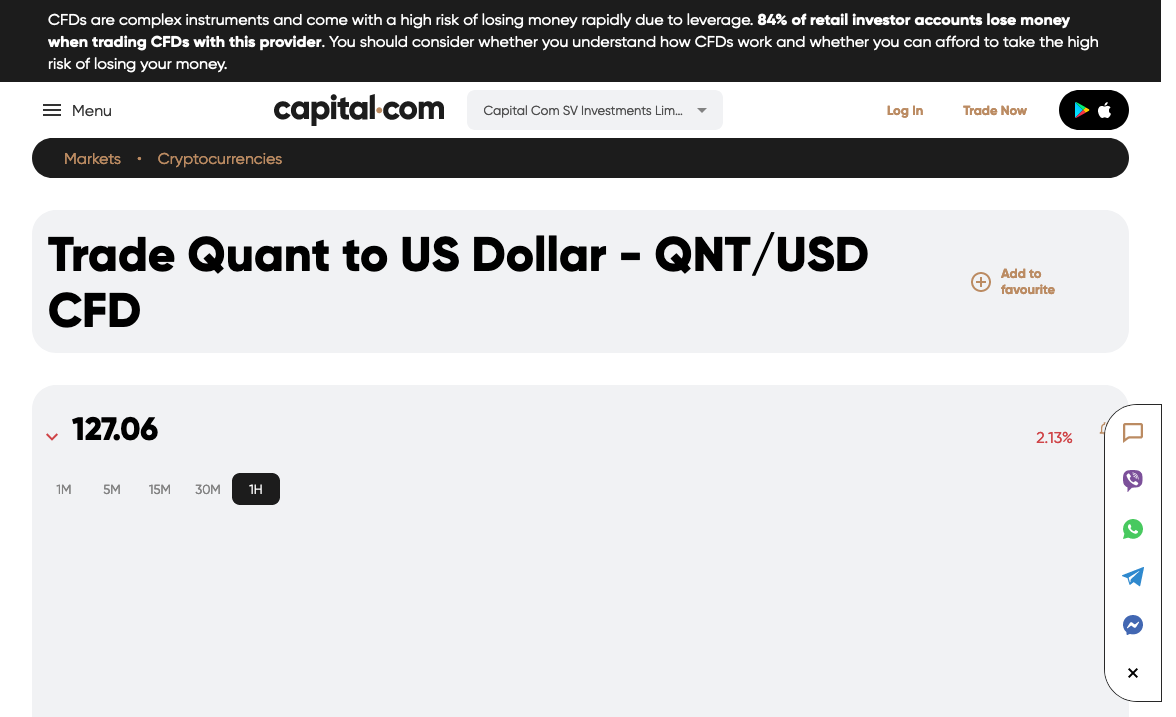 CFDs are complex instruments and come with a high risk of losing money rapidly due to leverage. 84% of retail investor accounts lose money
when trading CFDs with this provider. You should consider whether you understand how CFDs work and whether you can afford to take the high
risk of losing your money.
Menu
capital.com
Capital Com SV Investments Lim...
Log In
Trade Now
Markets • Cryptocurrencies
Trade Quant to US Dollar - QNT/USD
CFD
Add to
favourite
127.06
2.13%
1M 5M 15M 30M 1H